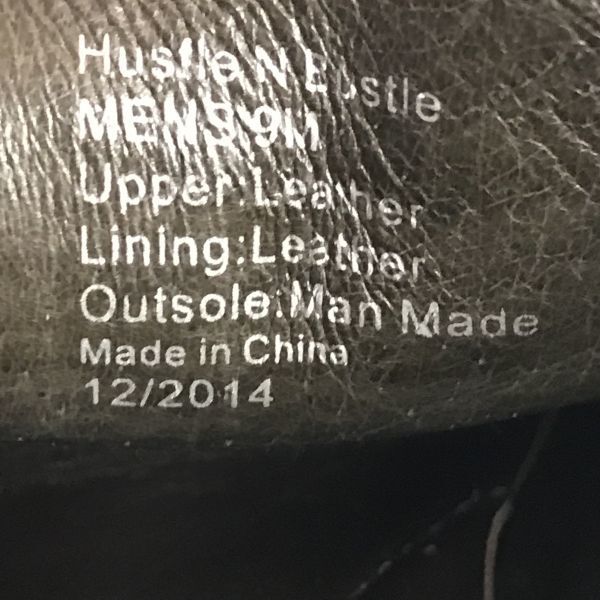 Hustle N Bustle
MENS 9M
Upper:Leather
Lining:Leather
Outsole:Man Made
Made in China
12/2014